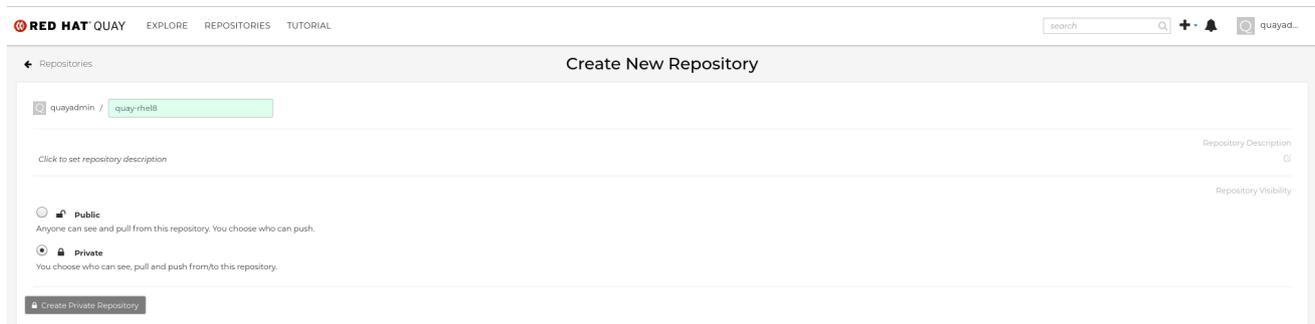 RED HAT QUAY EXPLORE REPOSITORIES TUTORIAL search quayad...
Repositories Create New Repository
Q quayadmin / quay-rhel8
Repository Description
Click to set repository description
Repository Visibility
Public
Anyone can see and pull from this repository. You choose who can push.
Private
You choose who can see, pull and push from/to this repository.
Create Private Repository